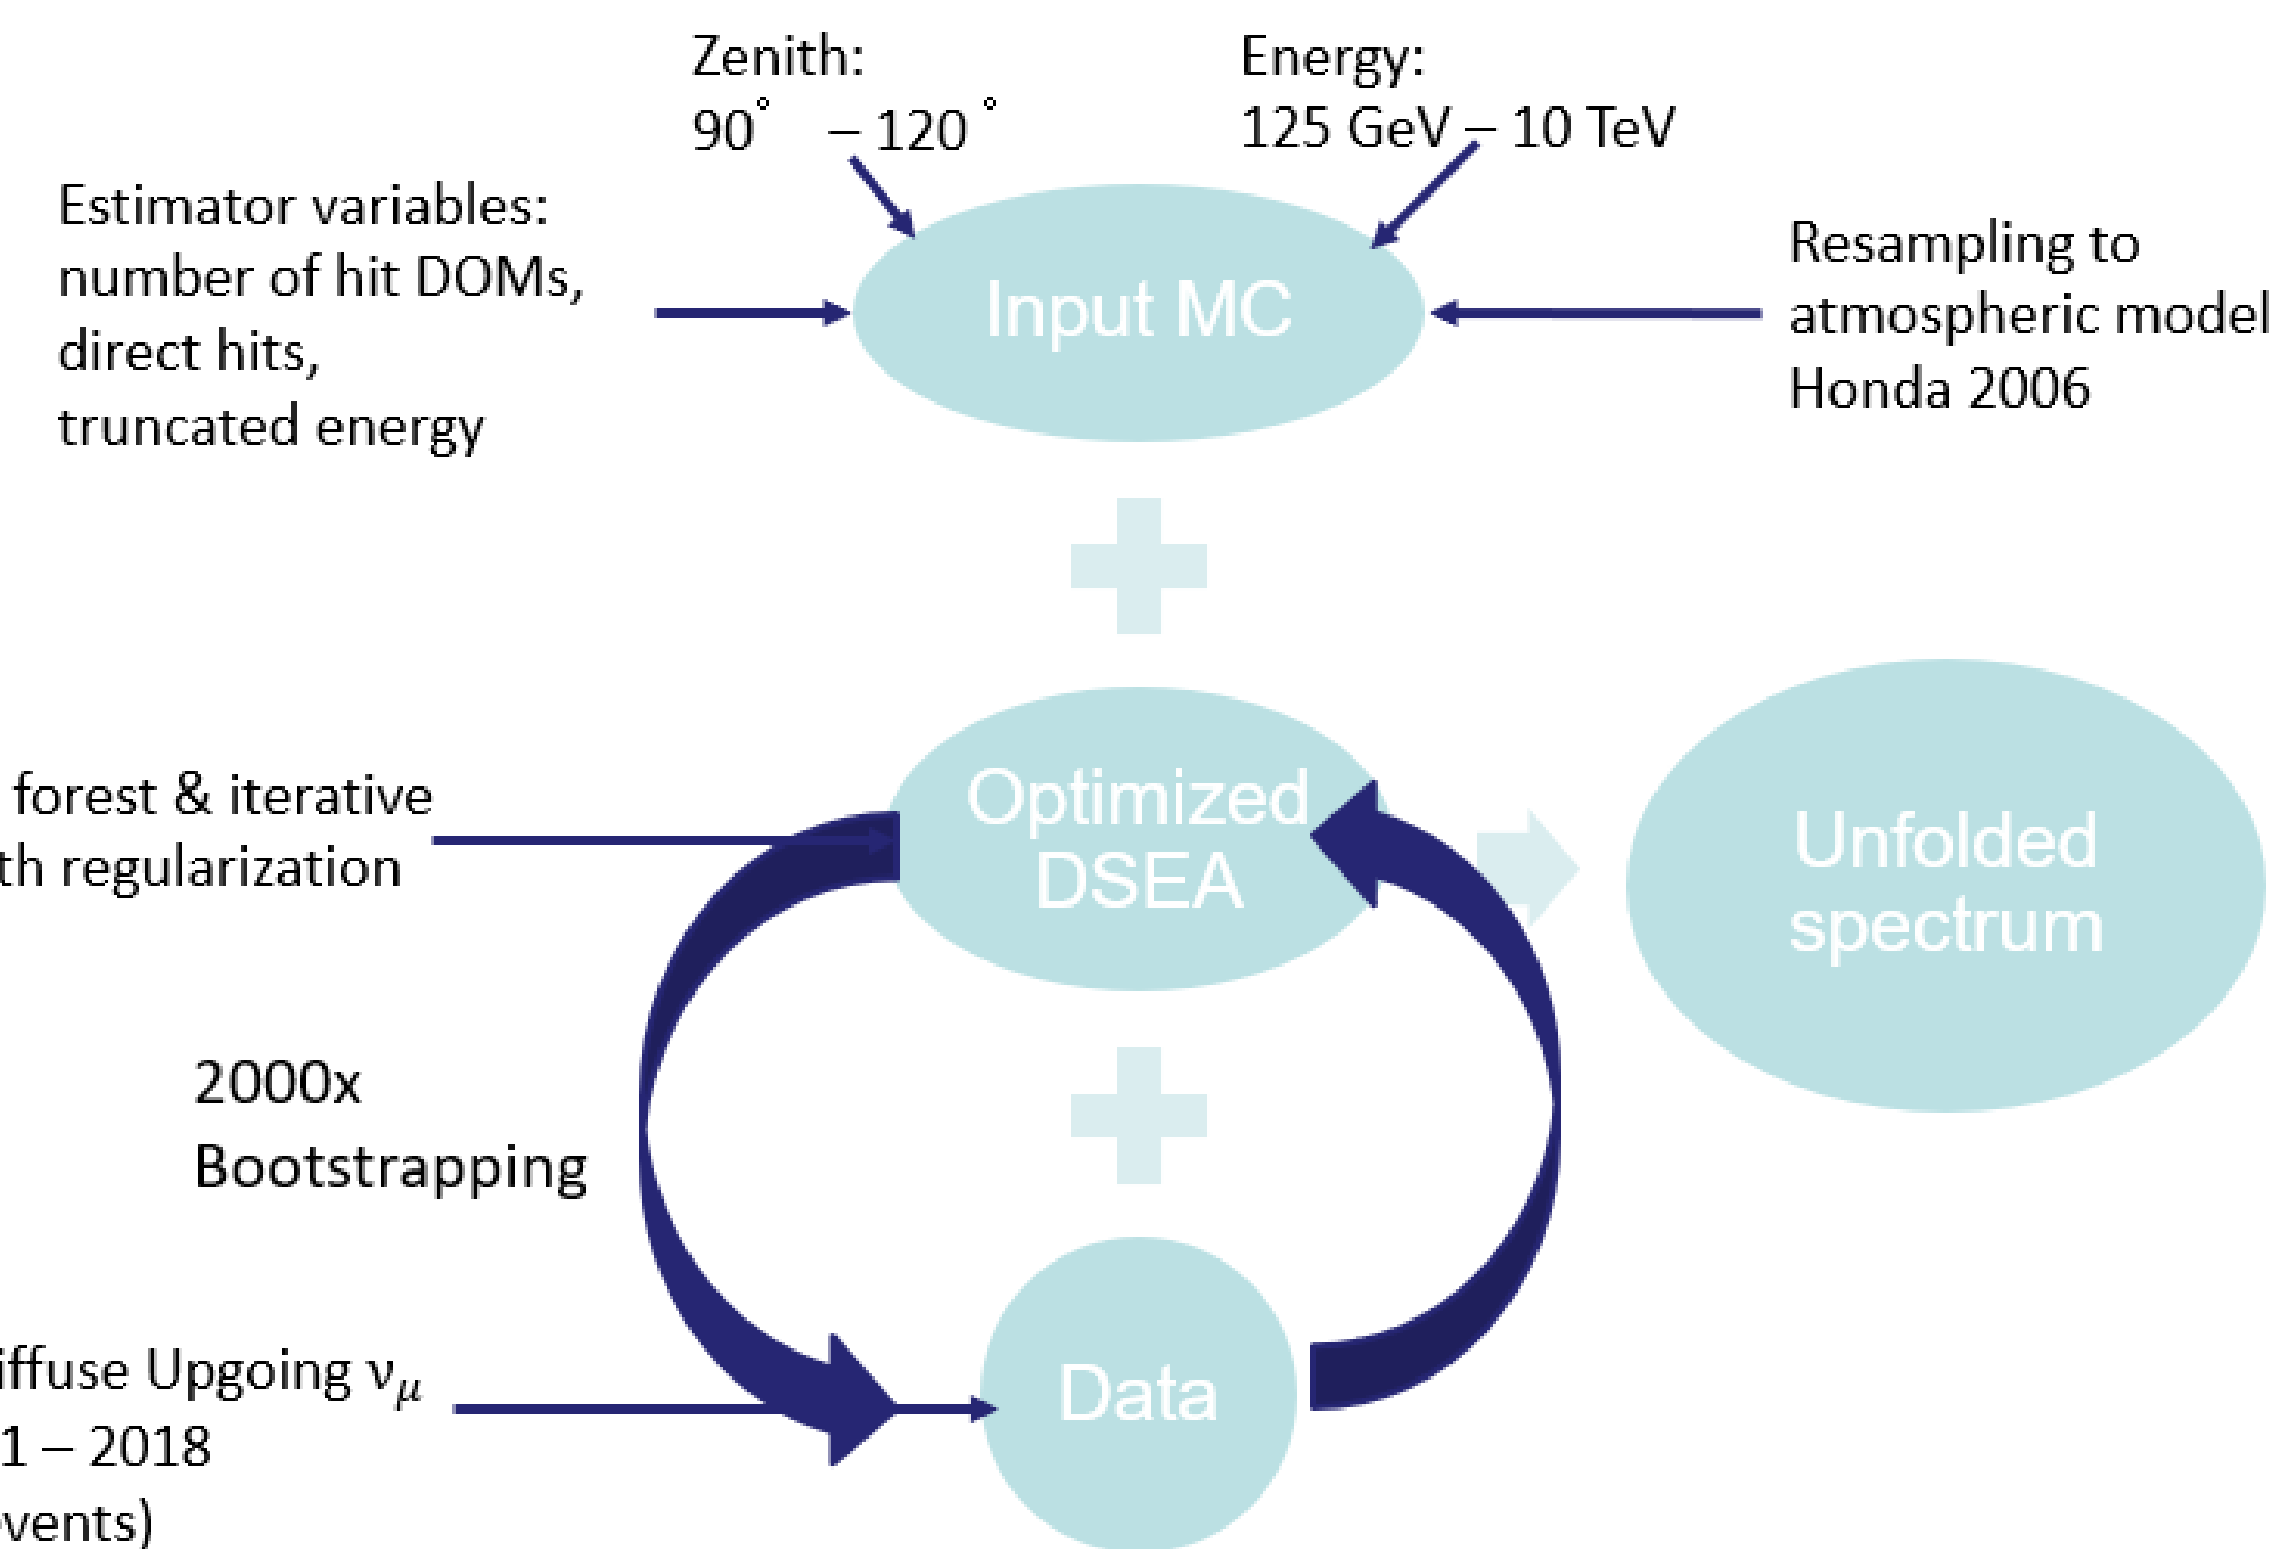 Zenith:
90° – 120 °
Energy:
125 GeV – 10 TeV
Estimator variables:
number of hit DOMs,
direct hits,
truncated energy
Input MC
Resampling to
atmospheric model
Honda 2006
forest & iterative
th regularization
Optimized
DSEA
Unfolded
spectrum
2000x
Bootstrapping
iffuse Upgoing νμ
1 – 2018
vents)
Data